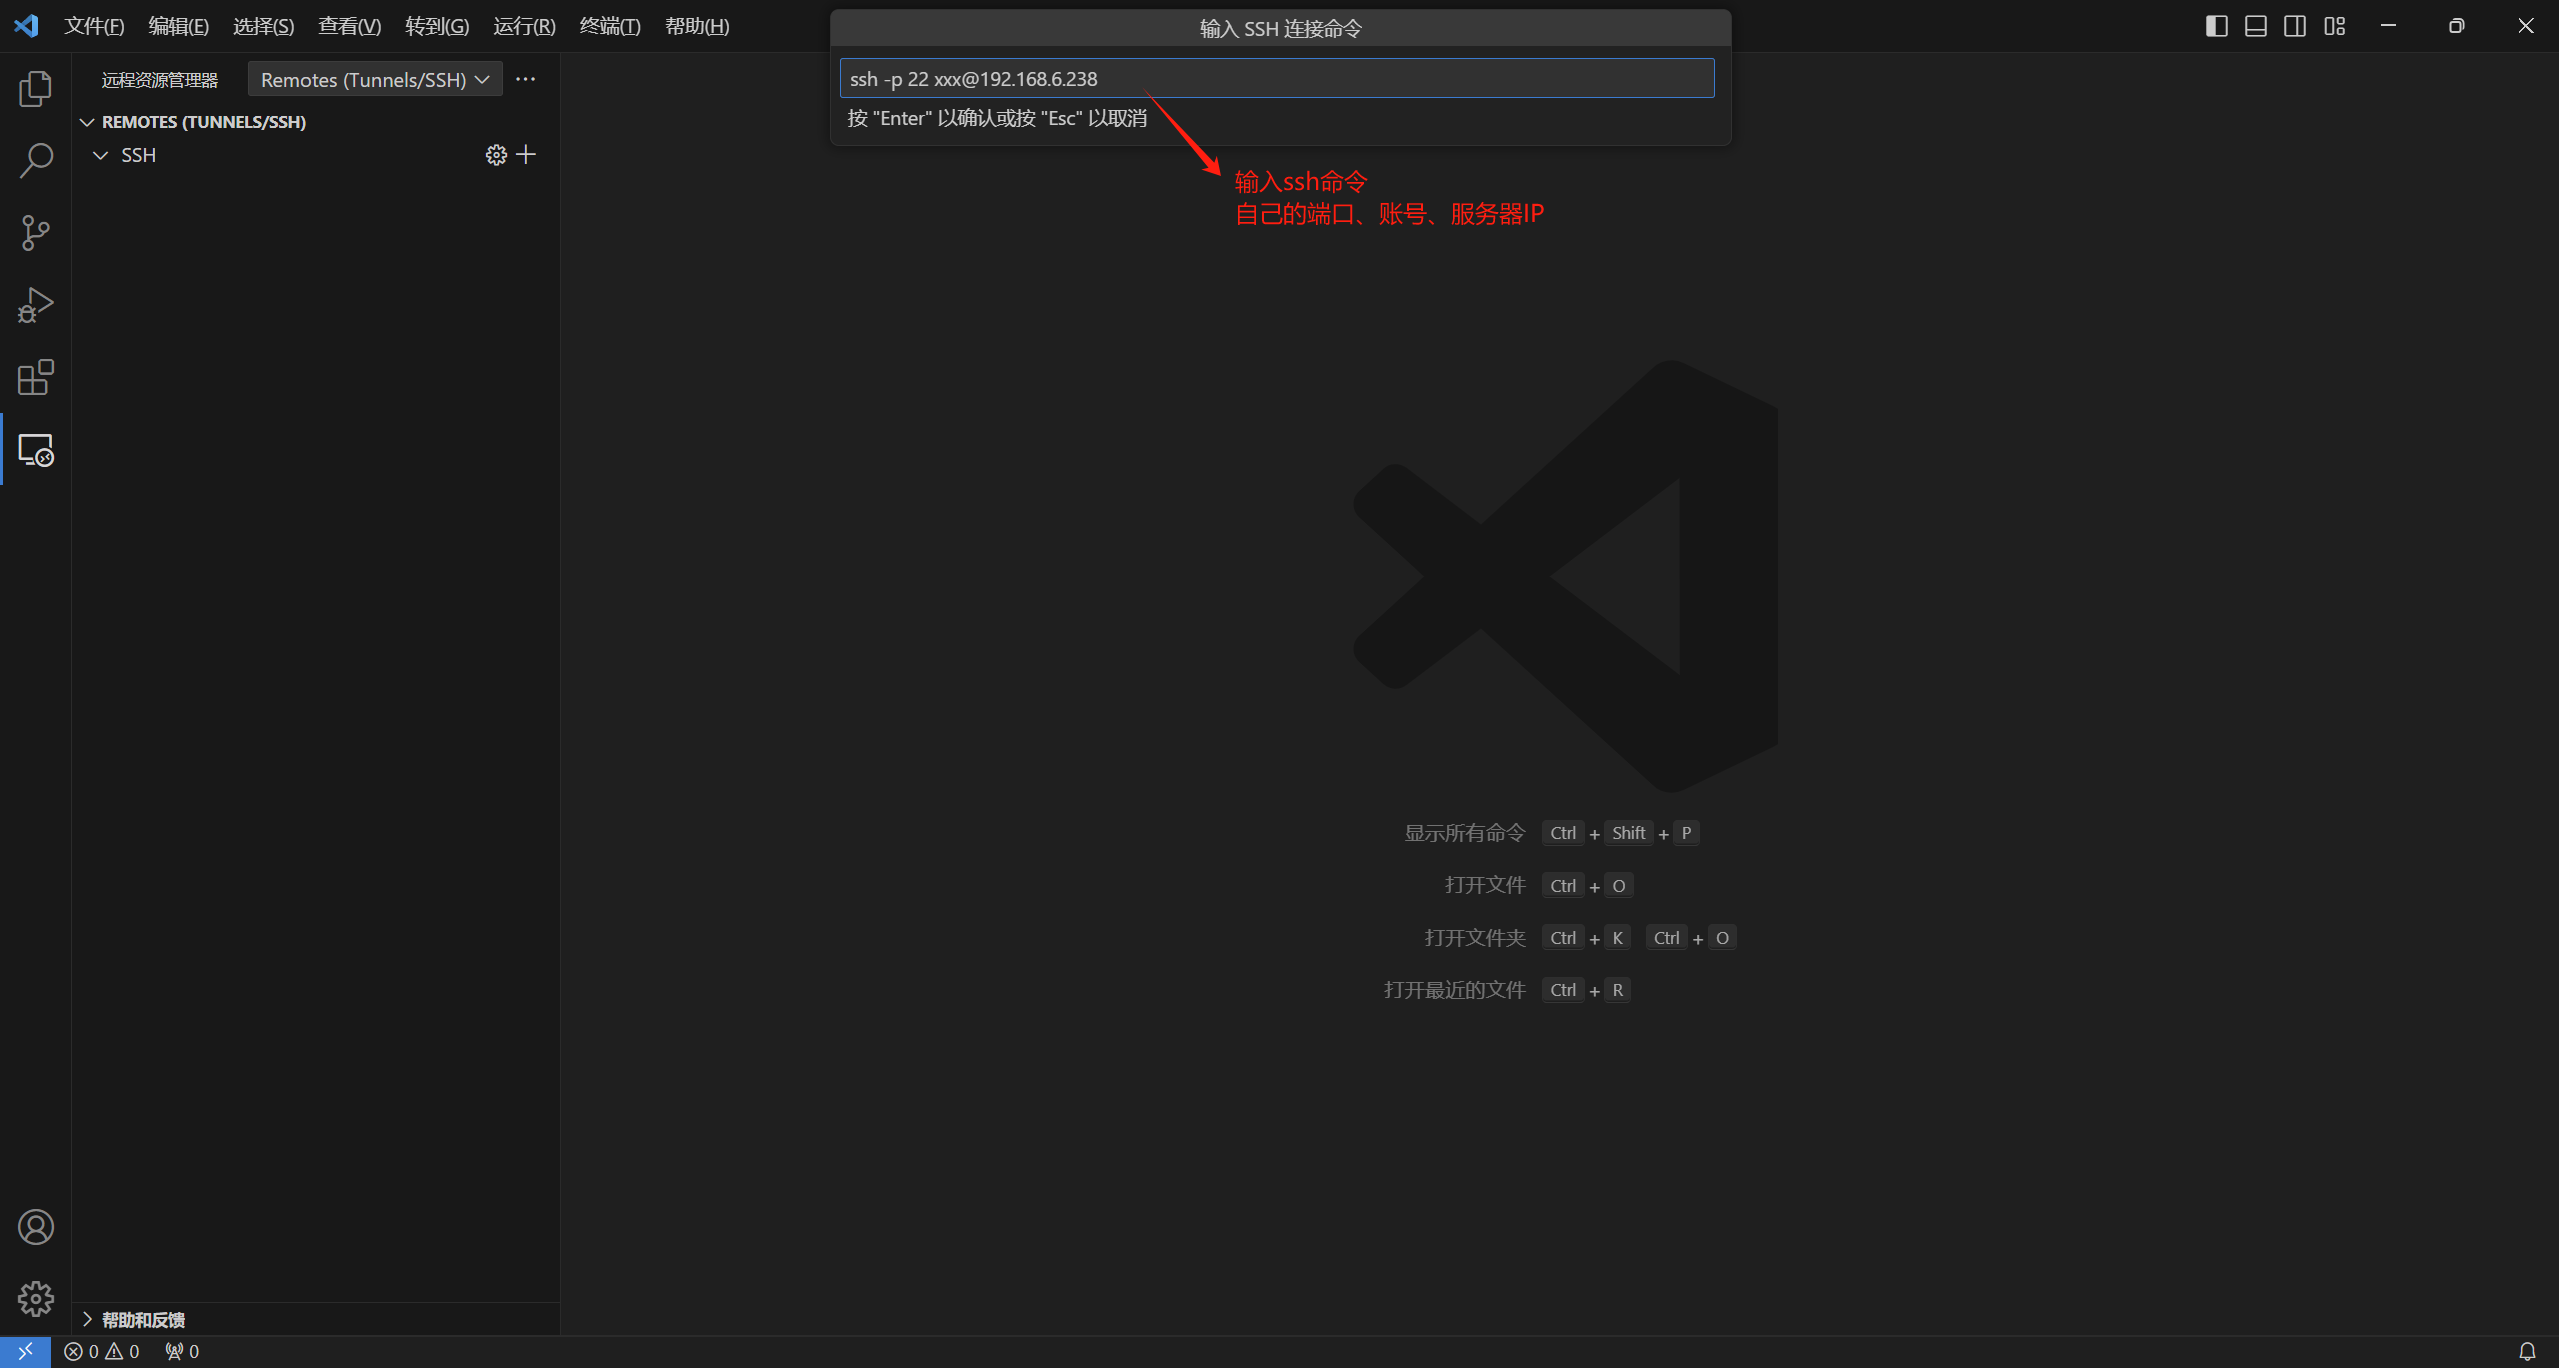 文件(F) 编辑(E) 选择(S) 查看(V) 转到(G) 运行(R) 终端(T) 帮助(H)
输入 SSH 连接命令
ssh -p 22 xxx@192.168.6.238
按 "Enter" 以确认或按 "Esc" 以取消
输入ssh命令
自己的端口、账号、服务器IP
远程资源管理器 Remotes (Tunnels/SSH)
REMOTES (TUNNELS/SSH)
SSH
显示所有命令 Ctrl + Shift + P
打开文件 Ctrl + O
打开文件夹 Ctrl + K Ctrl + O
打开最近的文件 Ctrl + R
帮助和反馈
0 0 0